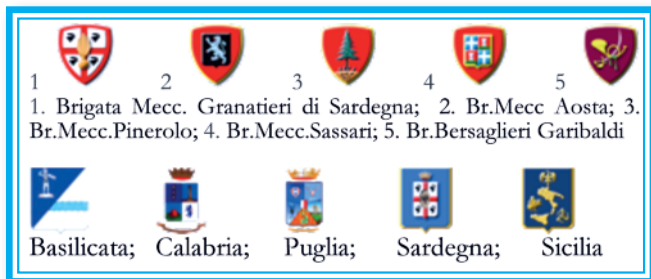 1 2 3 4 5
1. Brigata Mecc. Granatieri di Sardegna; 2. Br.Mecc Aosta; 3.
Br.Mecc.Pinerolo; 4. Br.Mecc.Sassari; 5. Br.Bersaglieri Garibaldi
Basilicata; Calabria; Puglia; Sardegna; Sicilia